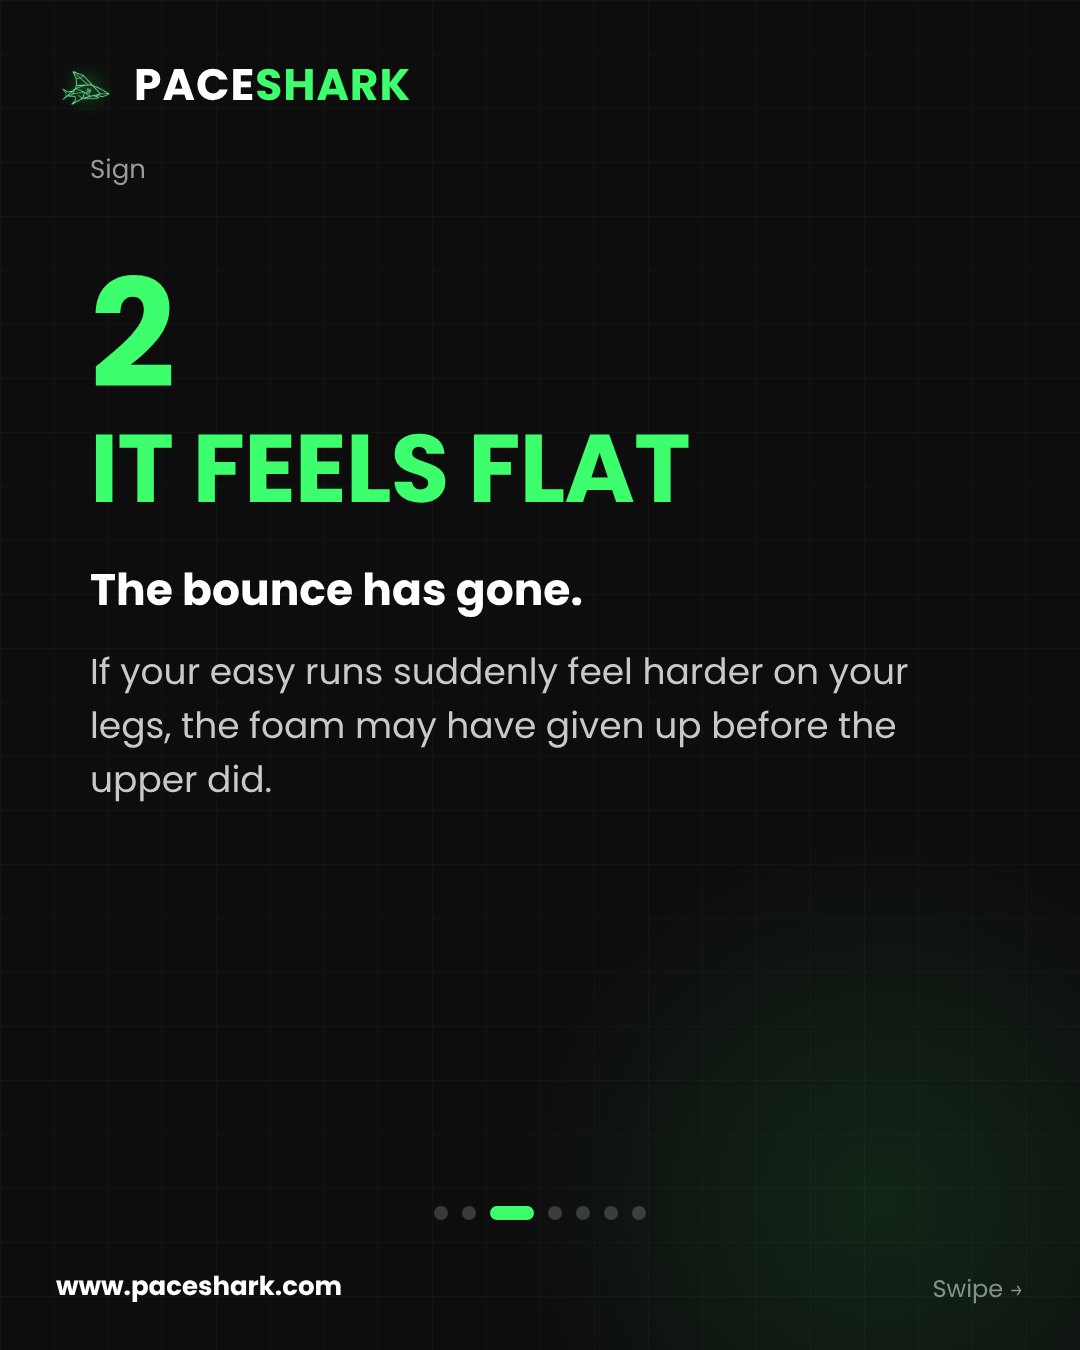 PACESHARK
Sign
2
IT FEELS FLAT
The bounce has gone.
If your easy runs suddenly feel harder on your
legs, the foam may have given up before the
upper did.
www.paceshark.com
Swipe →